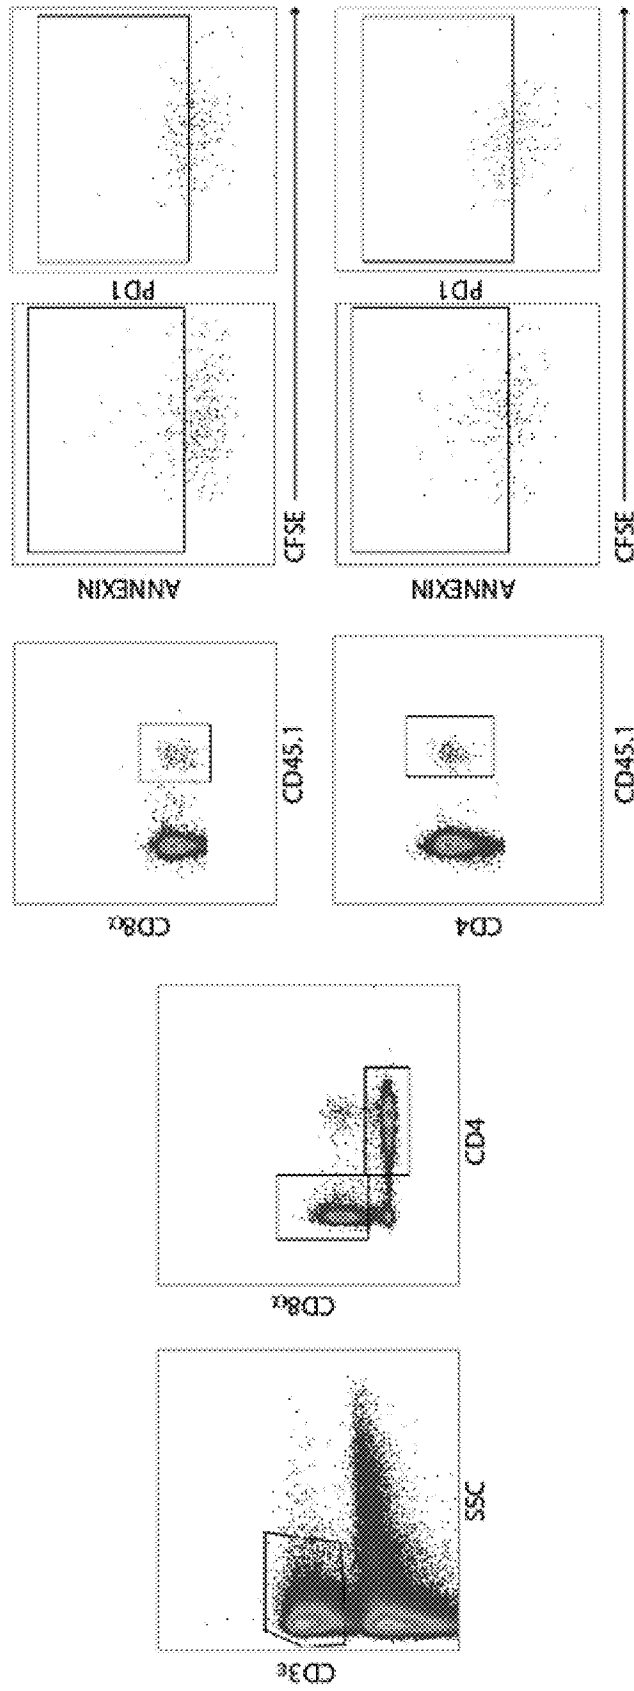 PD1
PD1
ANNEXIN
CFSE
ANNEXIN
CFSE
CD8α
CD45.1
CD4
CD45.1
CD8α
CD4
CD3ε
SSC